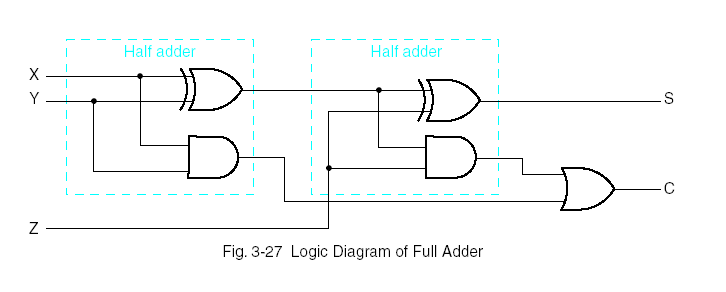 Half adder
Half adder
X
Y
S
C
Z
Fig. 3-27 Logic Diagram of Full Adder